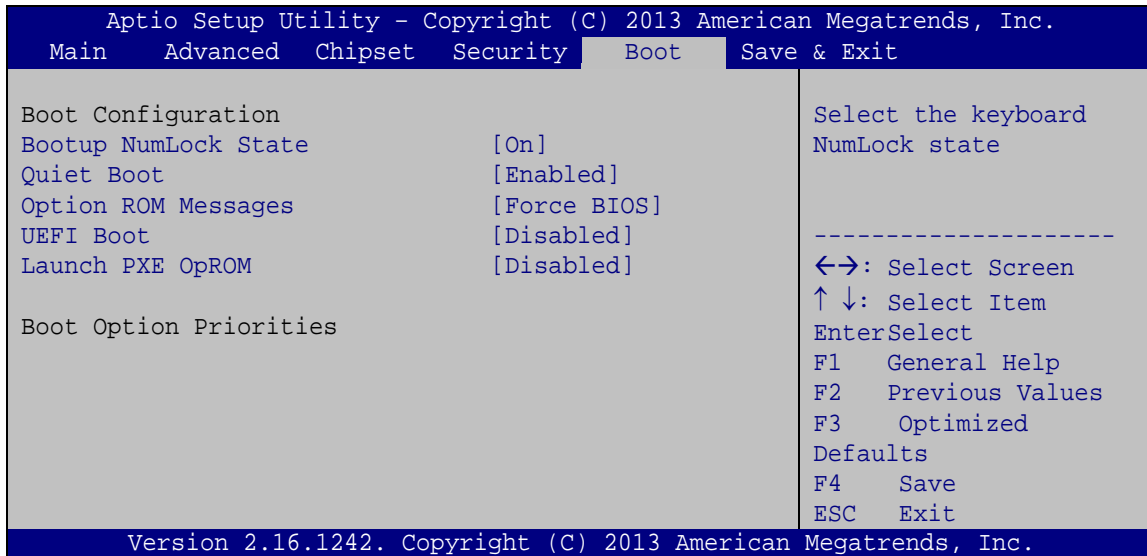 Aptio Setup Utility – Copyright (C) 2013 American Megatrends, Inc.
Main Advanced Chipset Security Boot Save & Exit
Boot Configuration
Bootup NumLock State [On]
Quiet Boot [Enabled]
Option ROM Messages [Force BIOS]
UEFI Boot [Disabled]
Launch PXE OpROM [Disabled]
Boot Option Priorities
Select the keyboard
NumLock state
---------------------
←→: Select Screen
↑ ↓: Select Item
EnterSelect
F1 General Help
F2 Previous Values
F3 Optimized
Defaults
F4 Save
ESC Exit
Version 2.16.1242. Copyright (C) 2013 American Megatrends, Inc.